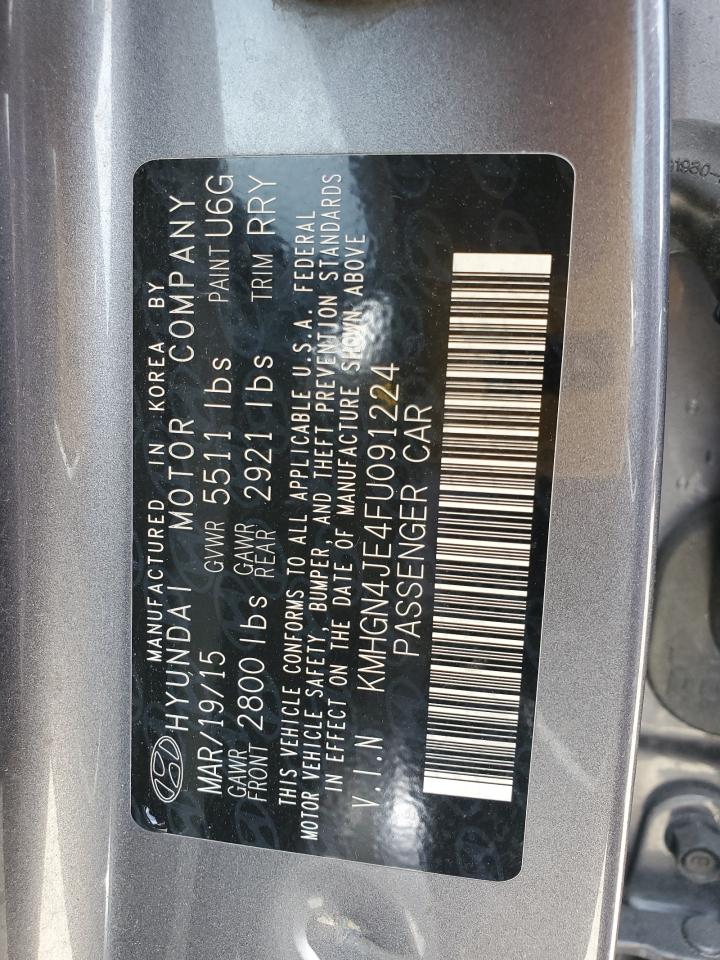 MANUFACTURED IN KOREA BY
HYUNDAI MOTOR COMPANY
MAR/19/15 GVWR 5511 lbs PAINT U6G
GAWR FRONT 2800 lbs GAWR REAR 2921 lbs TRIM RRY
THIS VEHICLE CONFORMS TO ALL APPLICABLE U.S.A. FEDERAL
MOTOR VEHICLE SAFETY, BUMPER, AND THEFT PREVENTION STANDARDS
IN EFFECT ON THE DATE OF MANUFACTURE SHOWN ABOVE
V.I.N KMHGN4JE4FU091224
PASSENGER CAR